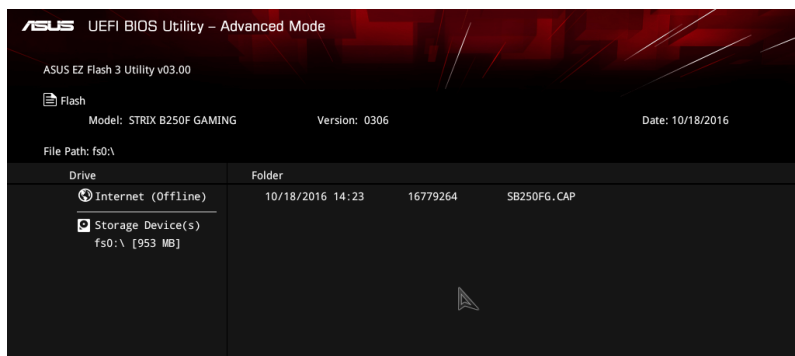 ASUS UEFI BIOS Utility – Advanced Mode
ASUS EZ Flash 3 Utility v03.00
Flash
Model: STRIX B250F GAMING Version: 0306 Date: 10/18/2016
File Path: fs0:\
Drive Folder
Internet (Offline) 10/18/2016 14:23 16779264 SB250FG.CAP
Storage Device(s)
fs0:\ [953 MB]